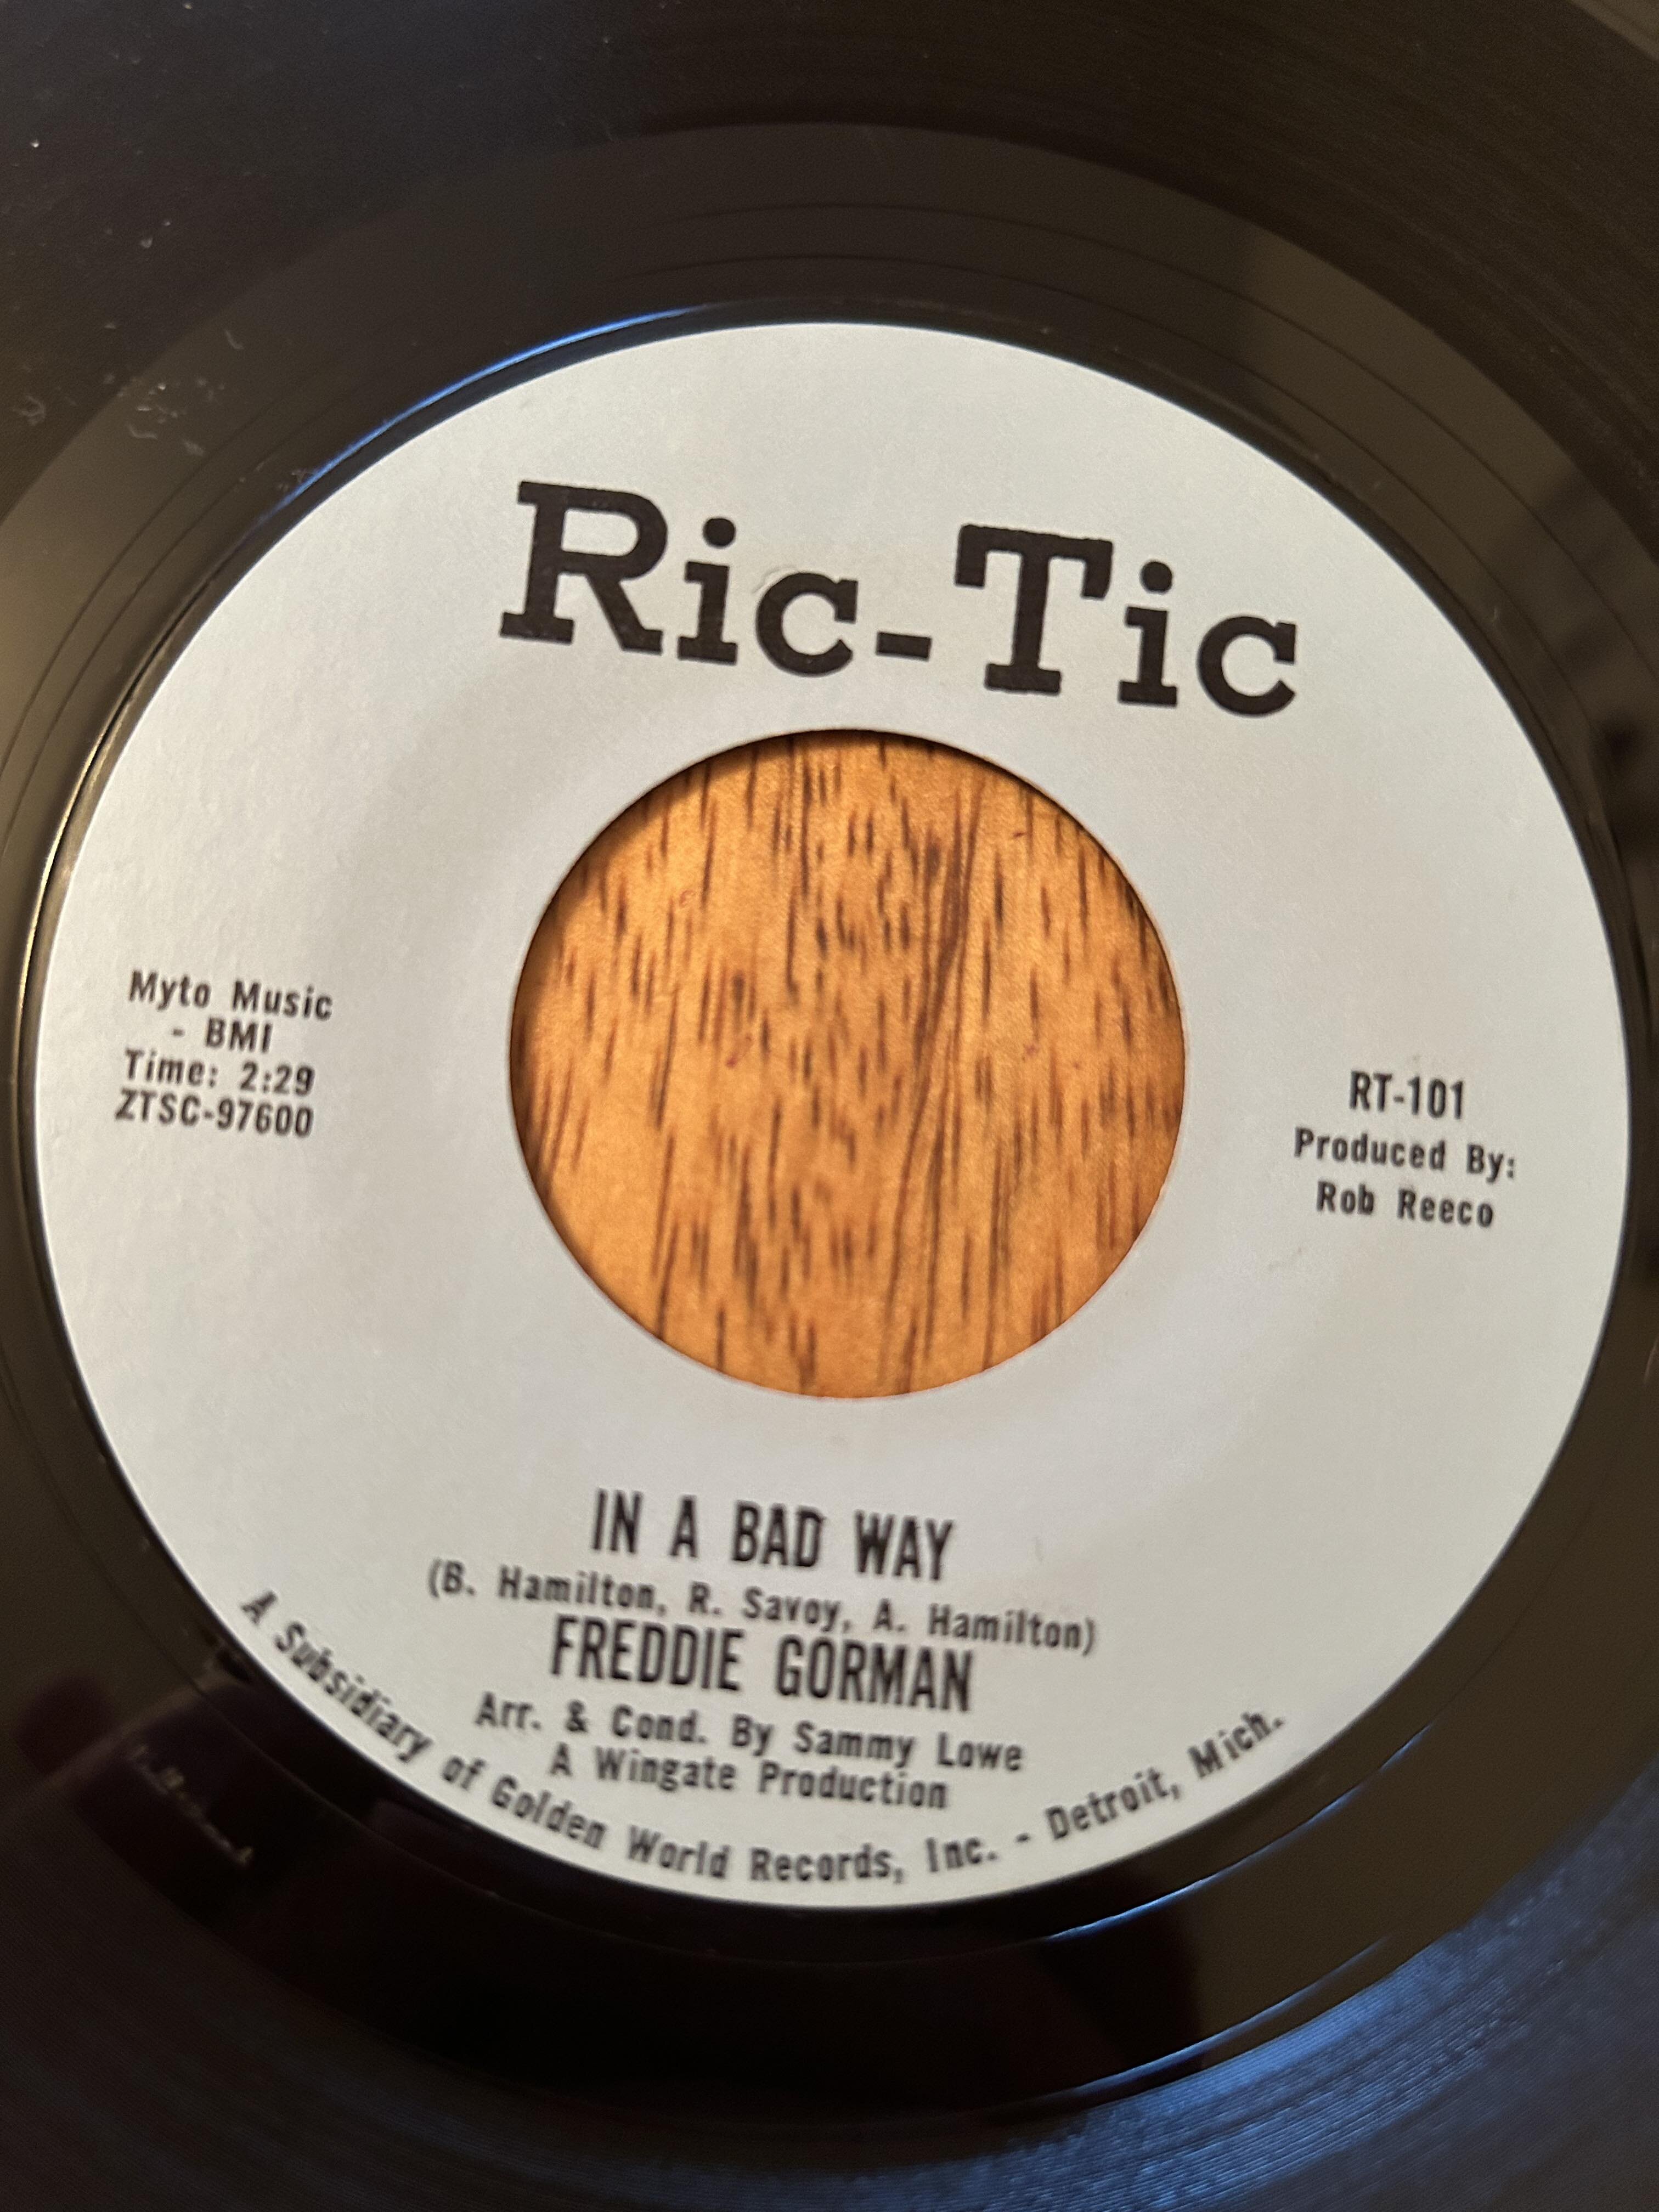 Ric-Tic
Myto Music
- BMI
Time: 2:29
ZTSC-97600
RT-101
Produced By:
Rob Reeco
IN A BAD WAY
(B. Hamilton, R. Savoy, A. Hamilton)
FREDDIE GORMAN
Arr. & Cond. By Sammy Lowe
A Wingate Production
A Subsidiary of Golden World Records, Inc. - Detroit, Mich.